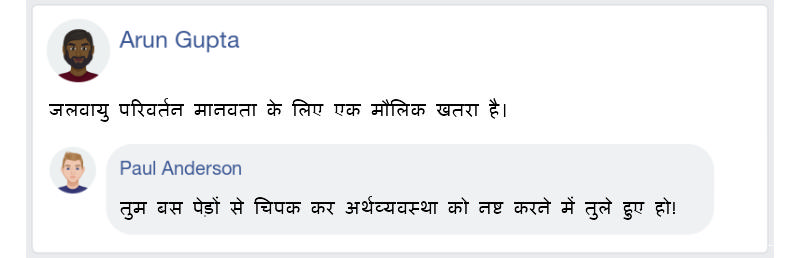 Arun Gupta
जलवायु परिवर्तन मानवता के लिए एक मौलिक खतरा है।
Paul Anderson
तुम बस पेड़ों से चिपक कर अर्थव्यवस्था को नष्ट करने में तुले हुए हो!